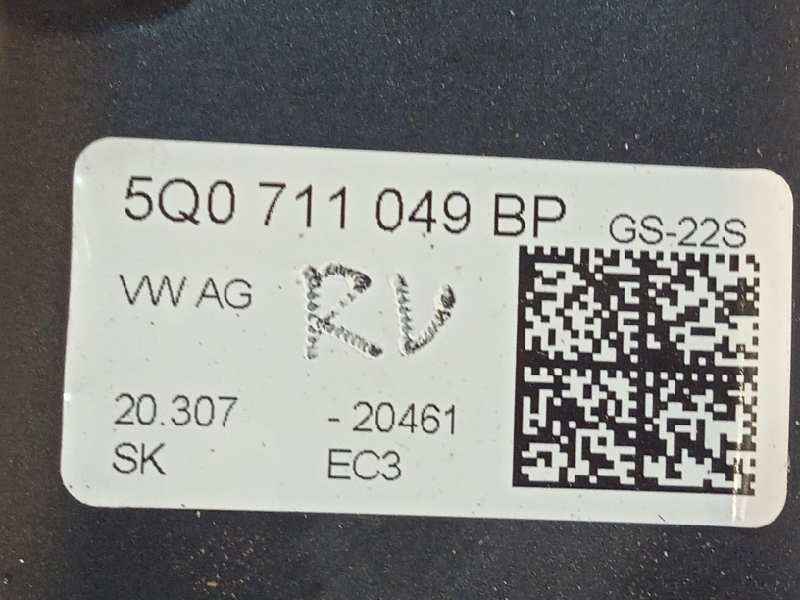 5Q0 711 049 BP GS-22S
VW AG RV
20.307 - 20461
SK EC3